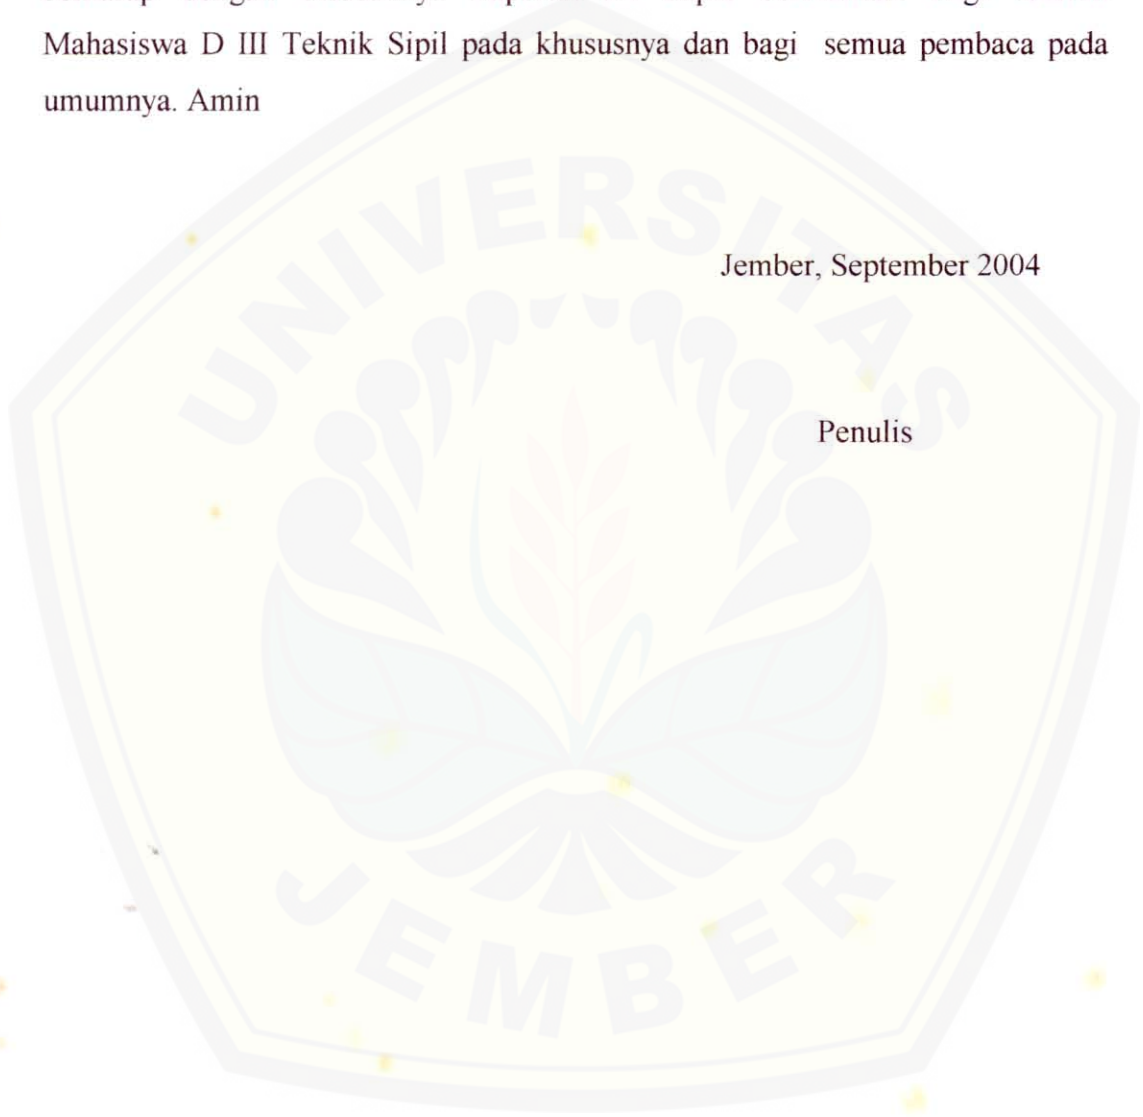 Mahasiswa D III Teknik Sipil pada khususnya dan bagi semua pembaca pada
umumnya. Amin
UNIVERSITAS
Jember, September 2004
Penulis
JEMBER